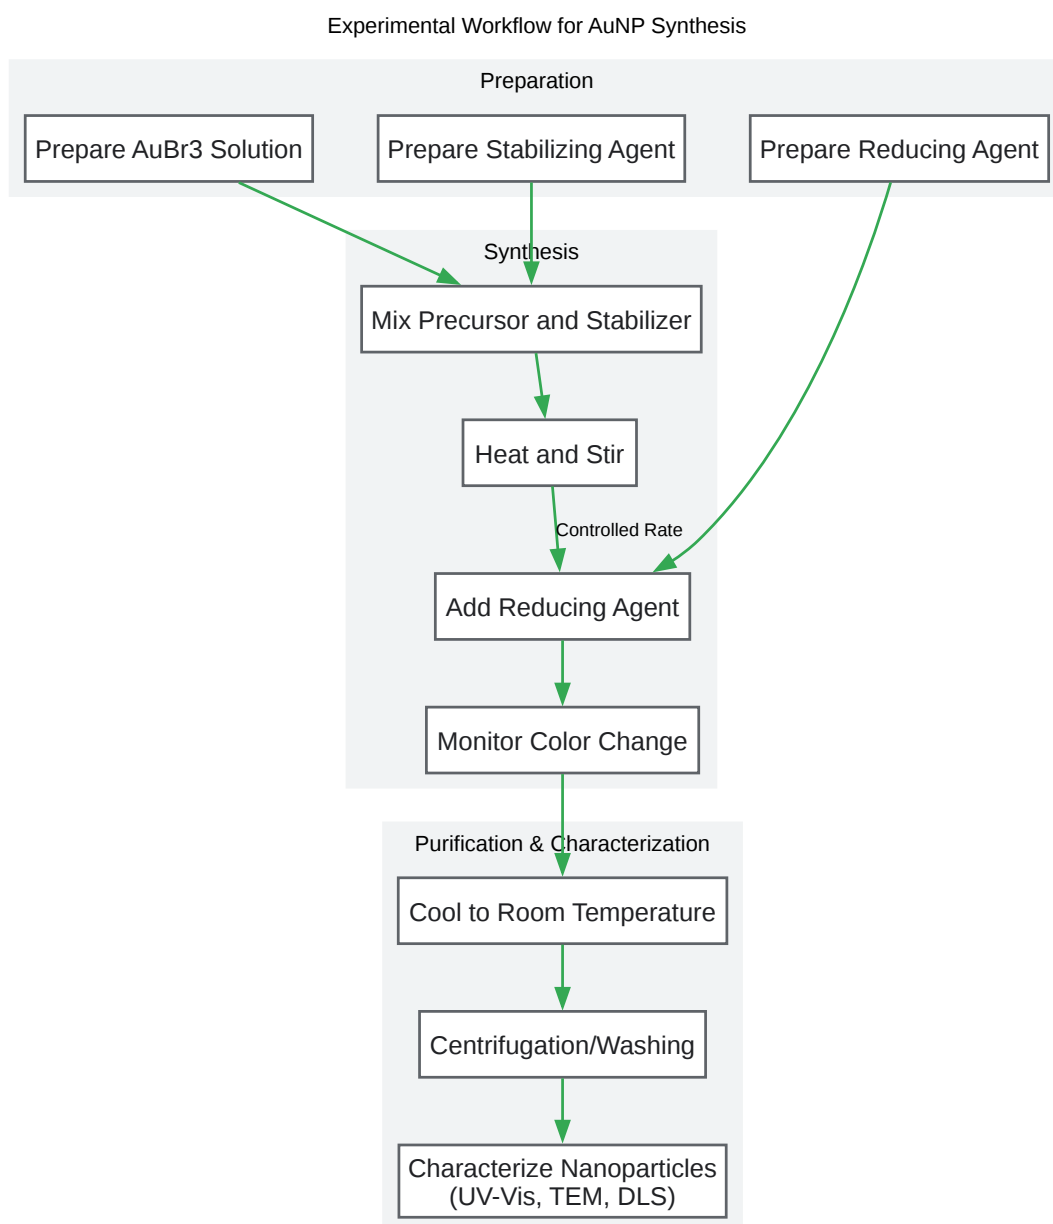 Experimental Workflow for AuNP Synthesis
Preparation
Prepare AuBr3 Solution
Prepare Stabilizing Agent
Prepare Reducing Agent
Synthesis
Mix Precursor and Stabilizer
Heat and Stir
Controlled Rate
Add Reducing Agent
Monitor Color Change
Purification & Characterization
Cool to Room Temperature
Centrifugation/Washing
Characterize Nanoparticles
(UV-Vis, TEM, DLS)